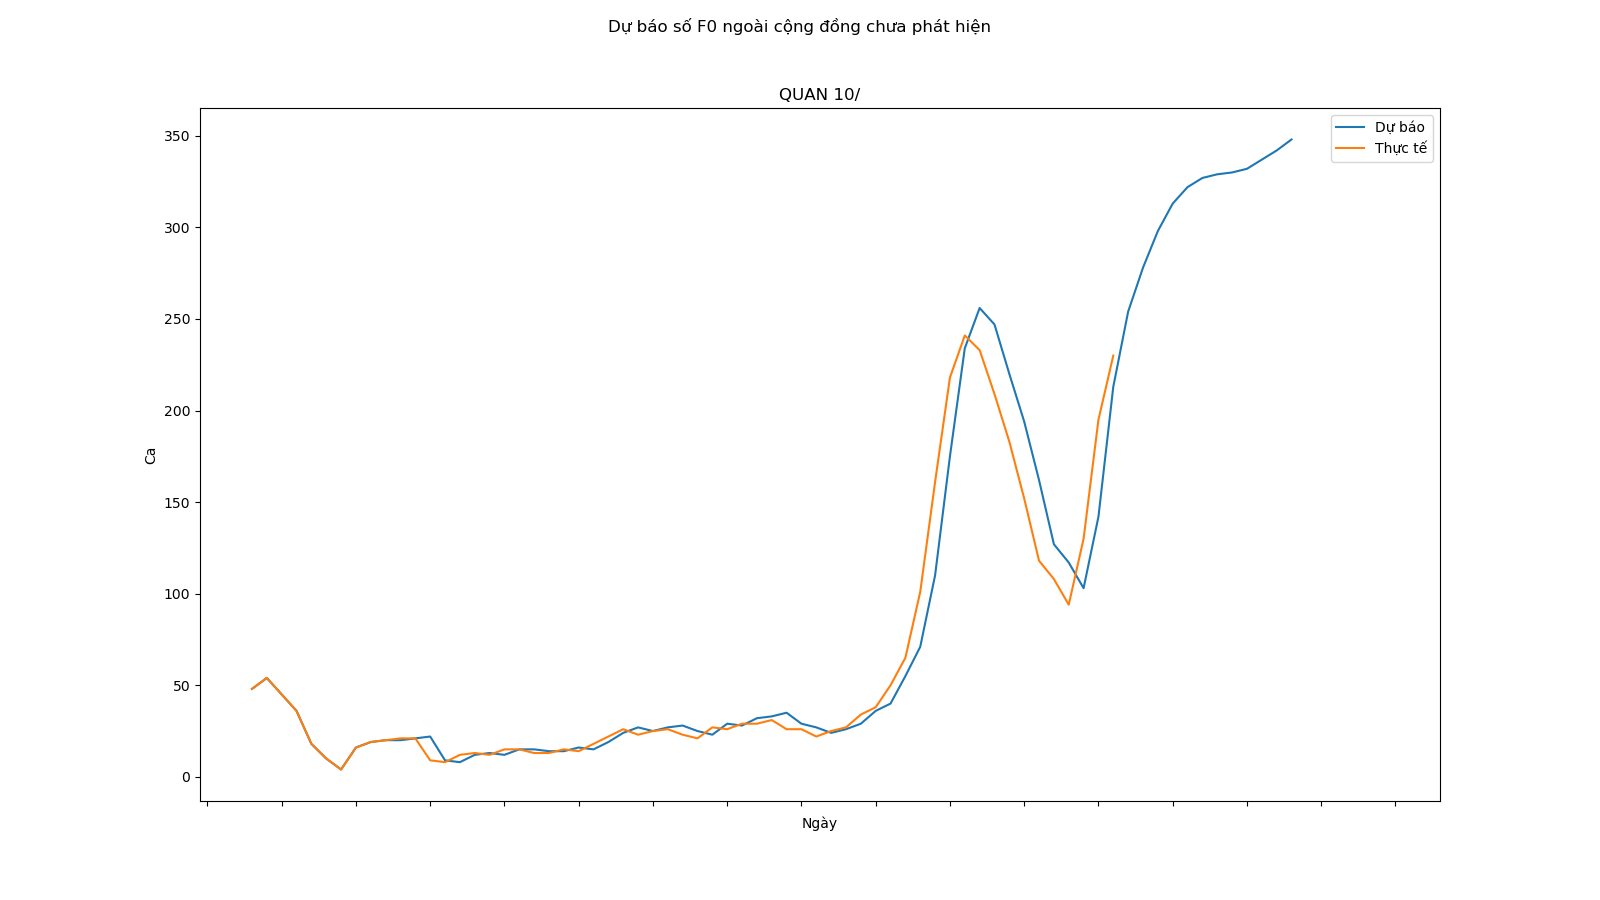 Dự báo số F0 ngoài cộng đồng chưa phát hiện
QUAN 10/
Dự báo
Thực tế
350
300
250
200
150
100
50
0
Ca
Ngày